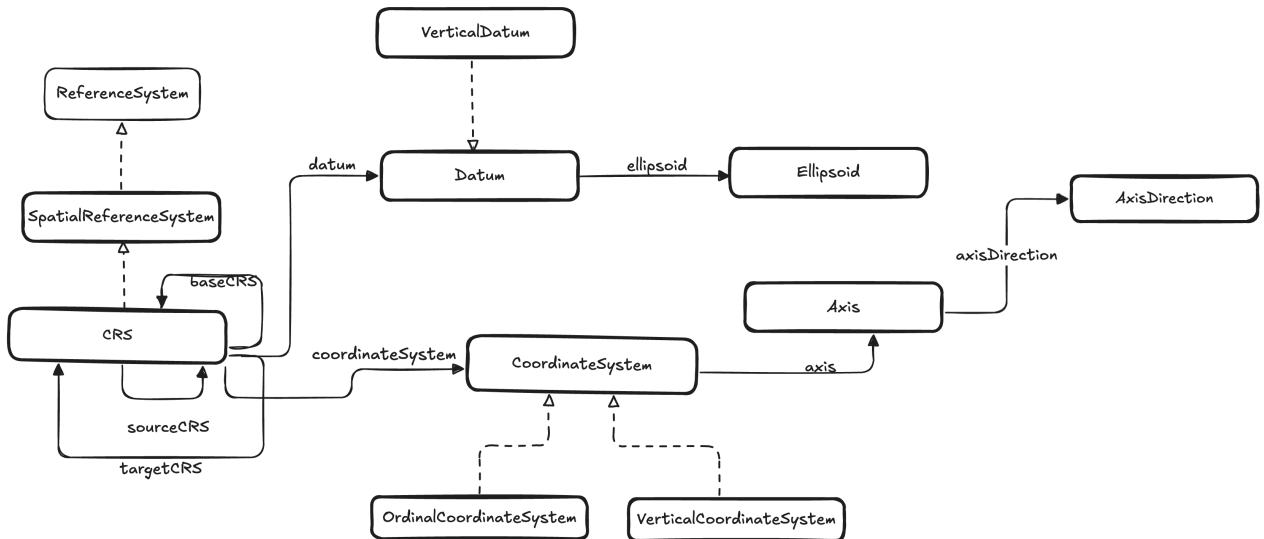 VerticalDatum
ReferenceSystem
datum
Datum
ellipsoid
Ellipsoid
AxisDirection
SpatialReferenceSystem
axisDirection
baseCRS
Axis
CRS
coordinateSystem
CoordinateSystem
axis
sourceCRS
targetCRS
OrdinalCoordinateSystem
VerticalCoordinateSystem